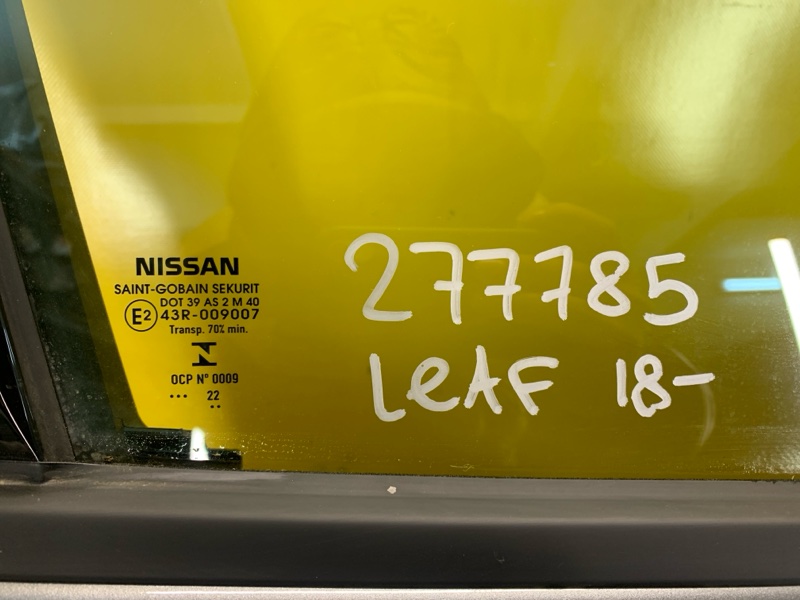 NISSAN
SAINT-GOBAIN SEKURIT
DOT 39 AS 2 M 40
E2 43R-009007
Transp. 70% min.
N
OCP N° 0009
... 22
..
277785
LeAF 18-